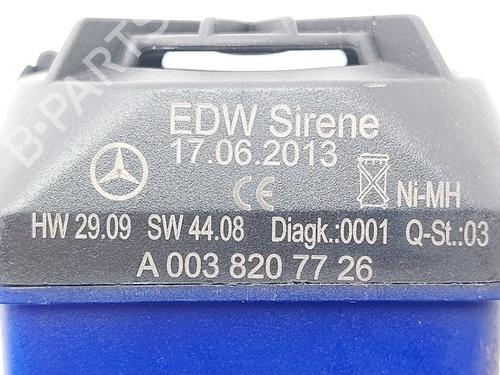 EDW Sirene
17.06.2013
CE Ni-MH
HW 29.09 SW 44.08 Diagk.:0001 Q-St.:03
A 003 820 77 26
B-PARTS